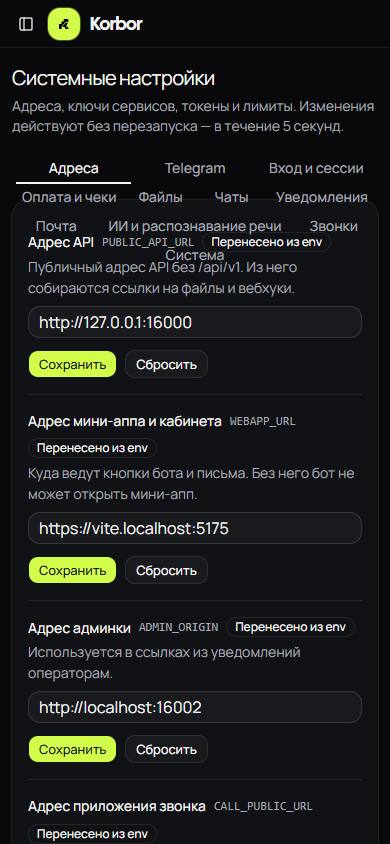 Korbor
Системные настройки
Адреса, ключи сервисов, токены и лимиты. Изменения
действуют без перезапуска — в течение 5 секунд.
Адреса Telegram Вход и сессии
Оплата и чеки Файлы Чаты Уведомления
Почта ИИ и распознавание речи Звонки
Система
Адрес API PUBLIC_API_URL Перенесено из env
Публичный адрес API без /api/v1. Из него
собираются ссылки на файлы и вебхуки.
http://127.0.0.1:16000
Сохранить Сбросить
Адрес мини-аппа и кабинета WEBAPP_URL
Перенесено из env
Куда ведут кнопки бота и письма. Без него бот не
может открыть мини-апп.
https://vite.localhost:5175
Сохранить Сбросить
Адрес админки ADMIN_ORIGIN Перенесено из env
Используется в ссылках из уведомлений
операторам.
http://localhost:16002
Сохранить Сбросить
Адрес приложения звонка CALL_PUBLIC_URL
Перенесено из env